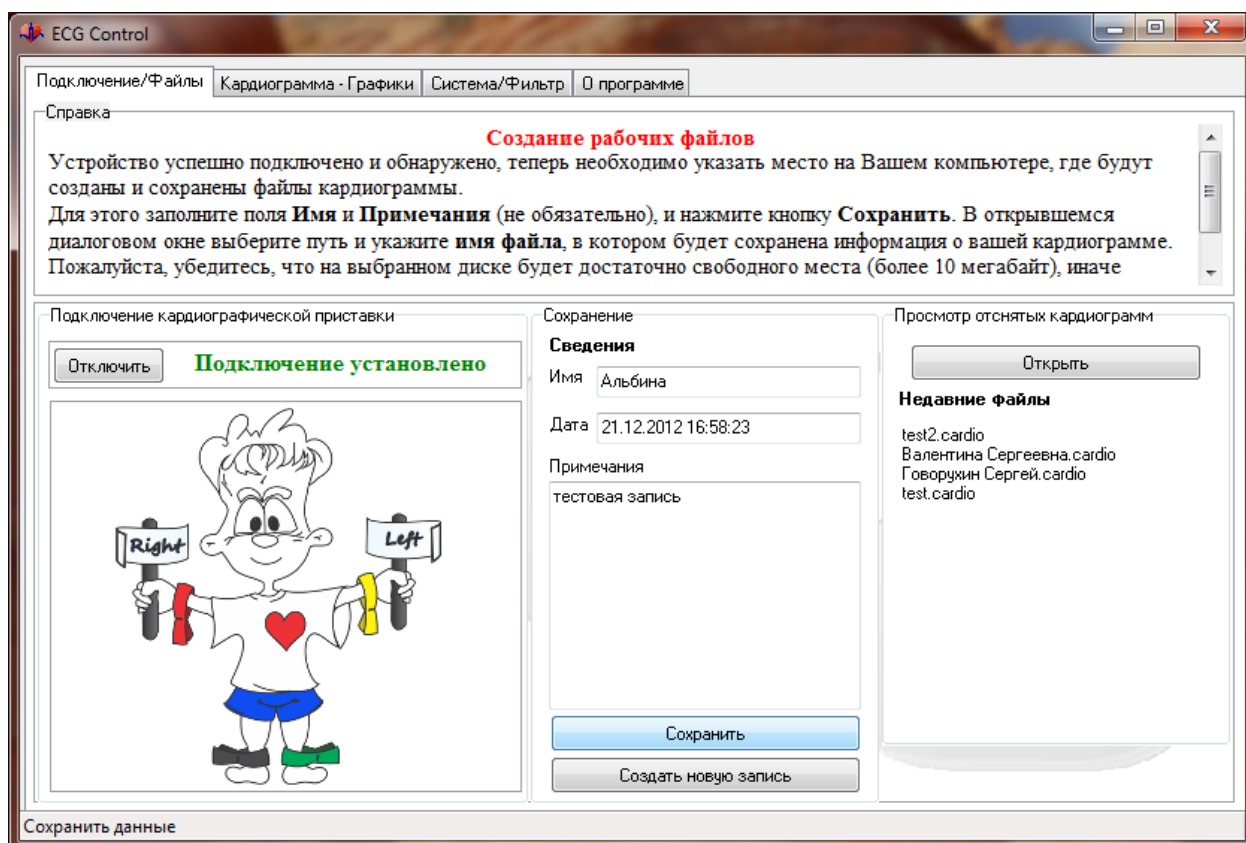 ECG Control
Подключение/Файлы
Кардиограмма - Графики
Система/Фильтр
О программе
Справка
Создание рабочих файлов
Устройство успешно подключено и обнаружено, теперь необходимо указать место на Вашем компьютере, где будут
созданы и сохранены файлы кардиограммы.
Для этого заполните поля Имя и Примечания (не обязательно), и нажмите кнопку Сохранить. В открывшемся
диалоговом окне выберите путь и укажите имя файла, в котором будет сохранена информация о вашей кардиограмме.
Пожалуйста, убедитесь, что на выбранном диске будет достаточно свободного места (более 10 мегабайт), иначе
Подключение кардиографической приставки
Отключить
Подключение установлено
Right
Left
Сохранение
Сведения
Имя Альбина
Дата 21.12.2012 16:58:23
Примечания
тестовая запись
Сохранить
Создать новую запись
Просмотр отснятых кардиограмм
Открыть
Недавние файлы
test2.cardio
Валентина Сергеевна.cardio
Говорухин Сергей.cardio
test.cardio
Сохранить данные